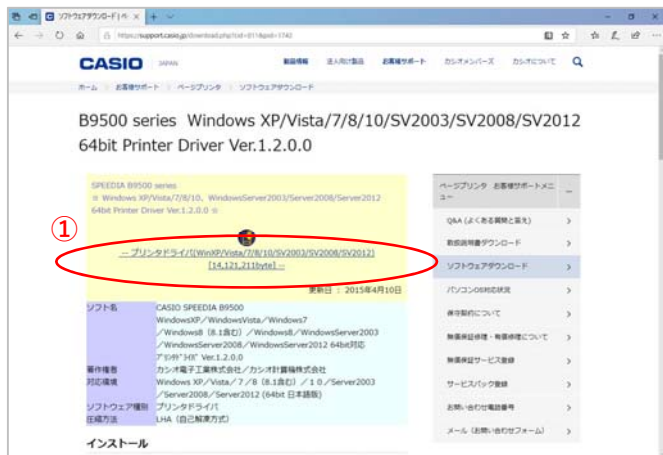 ソフトウェアダウンロード | ペ
https://support.casio.jp/download.php?cid=011&pid=1742
CASIO JAPAN
製品情報 法人向け製品 お客様サポート カシオメンバーズ カシオについて
ホーム お客様サポート ページプリンタ ソフトウェアダウンロード
B9500 series Windows XP/Vista/7/8/10/SV2003/SV2008/SV2012
64bit Printer Driver Ver.1.2.0.0
SPEEDIA B9500 series
※ Windows XP/Vista/7/8/10、WindowsServer2003/Server2008/Server2012
64bit Printer Driver Ver.1.2.0.0 ※
①
-- プリンタドライバ[(WinXP/Vista/7/8/10/SV2003/SV2008/SV2012)
[14,121,211byte] --
更新日 : 2015年4月10日
ソフト名 CASIO SPEEDIA B9500
WindowsXP／WindowsVista／Windows7
／Windows8（8.1含む）／Windows8／WindowsServer2003
／WindowsServer2008／WindowsServer2012 64bit対応
ﾌﾟﾘﾝﾀﾄﾞﾗｲﾊﾞ Ver.1.2.0.0
著作権者 カシオ電子工業株式会社／カシオ計算機株式会社
対応環境 Windows XP／Vista／7／8（8.1含む）／１０／Server2003
／Server2008／Server2012 (64bit 日本語版)
ソフトウェア種別 プリンタドライバ
圧縮方法 LHA（自己解凍方式）
インストール
ページプリンタ お客様サポートメニ
ュー
Q&A (よくある質問と答え)
取扱説明書ダウンロード
ソフトウェアダウンロード
パソコンOS対応状況
保守契約について
無償保証修理・有償修理について
無償保証サービス登録
サービスパック登録
お問い合わせ電話番号
メール（お問い合わせフォーム）